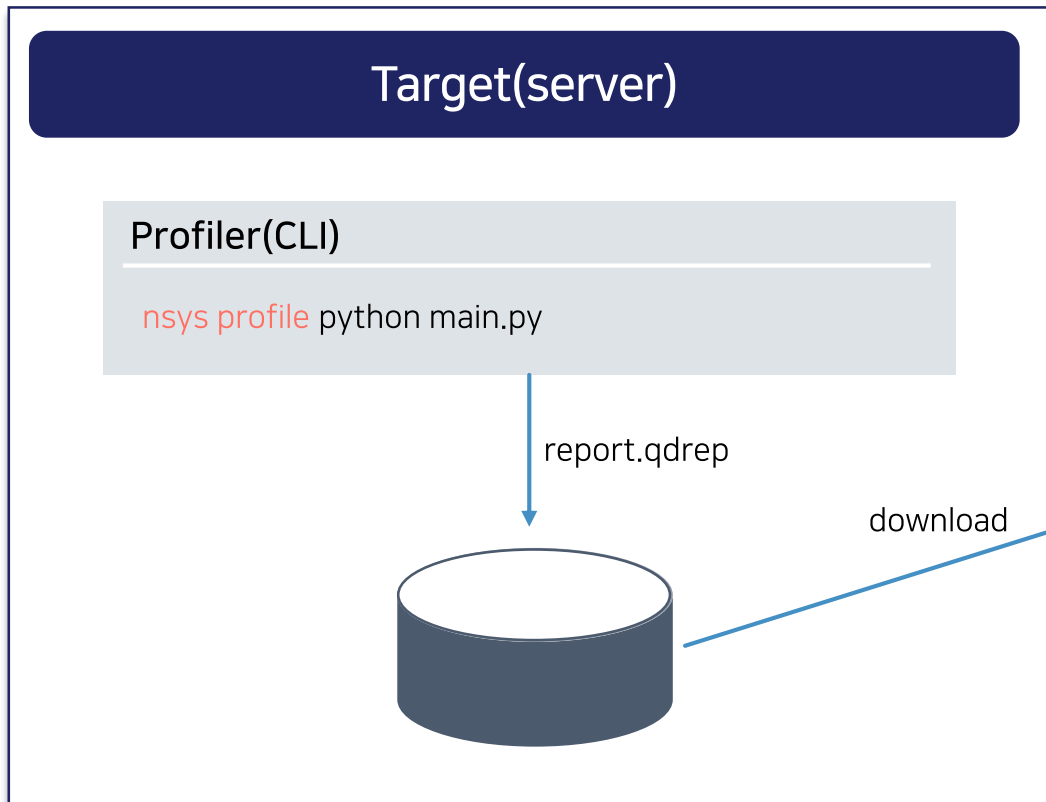 Target(server)
Profiler(CLI)
nsys profile python main.py
report.qdrep
download